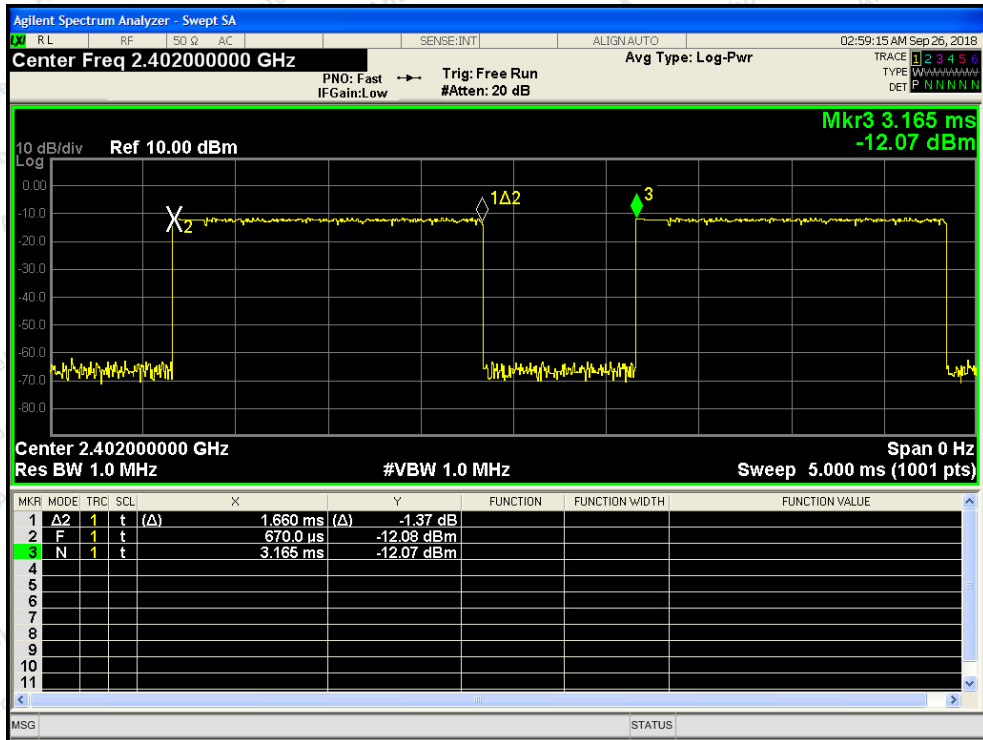 Agilent Spectrum Analyzer - Swept SA
LXI RL RF 50 Ω AC SENSE:INT ALIGN AUTO 02:59:15 AM Sep 26, 2018
Center Freq 2.402000000 GHz Avg Type: Log-Pwr TRACE 1 2 3 4 5 6
PNO: Fast Trig: Free Run TYPE WWWWWW
IFGain:Low #Atten: 20 dB DET P N N N N N
Mkr3 3.165 ms
10 dB/div Ref 10.00 dBm -12.07 dBm
Log
0.00
1Δ2
3
-10.0
2
-20.0
-30.0
-40.0
-50.0
-60.0
-70.0
-80.0
Center 2.402000000 GHz Span 0 Hz
Res BW 1.0 MHz #VBW 1.0 MHz Sweep 5.000 ms (1001 pts)
MKR MODE TRC SCL X Y FUNCTION FUNCTION WIDTH FUNCTION VALUE
1 Δ2 1 t (Δ) 1.660 ms (Δ) -1.37 dB
2 F 1 t 670.0 µs -12.08 dBm
3 N 1 t 3.165 ms -12.07 dBm
4
5
6
7
8
9
10
11
MSG STATUS